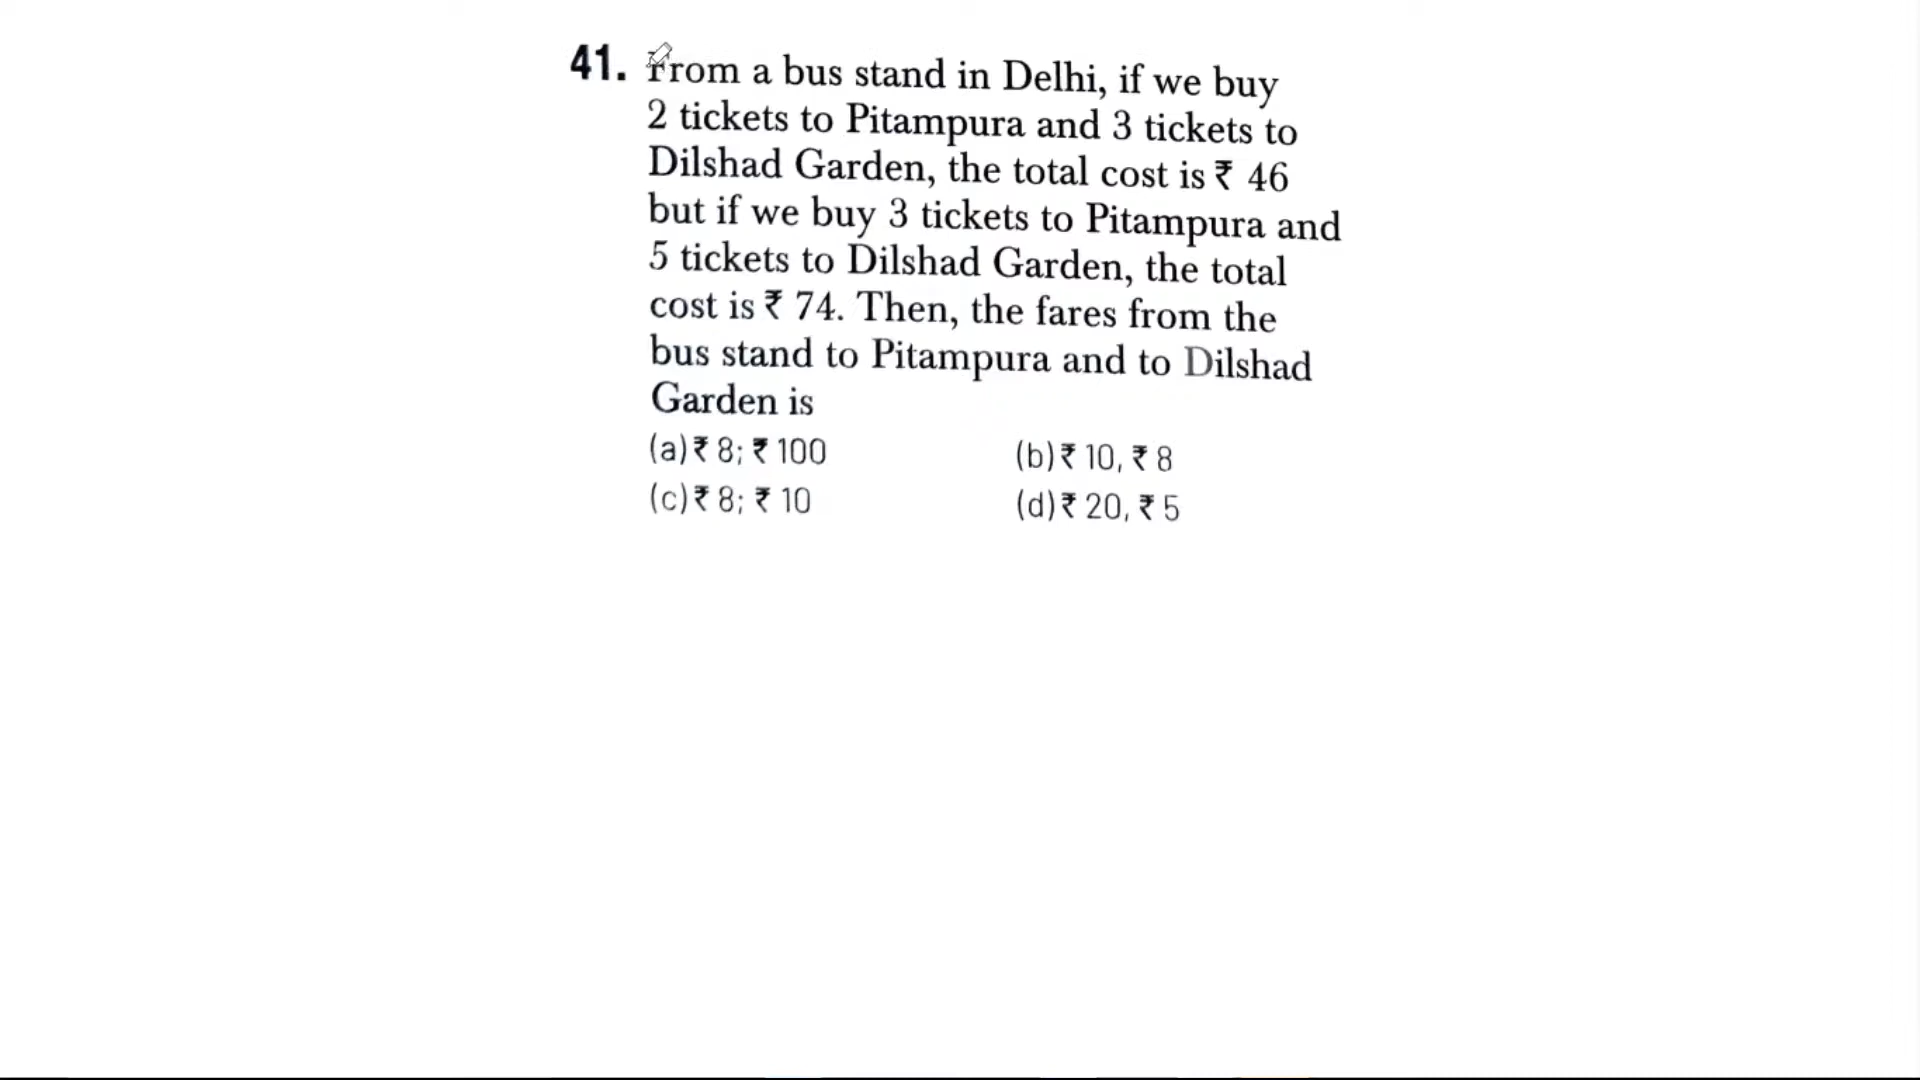 41. From a bus stand in Delhi, if we buy
2 tickets to Pitampura and 3 tickets to
Dilshad Garden, the total cost is ₹ 46
but if we buy 3 tickets to Pitampura and
5 tickets to Dilshad Garden, the total
cost is ₹ 74. Then, the fares from the
bus stand to Pitampura and to Dilshad
Garden is
(a) ₹ 8; ₹ 100 (b) ₹ 10, ₹ 8
(c) ₹ 8; ₹ 10 (d) ₹ 20, ₹ 5